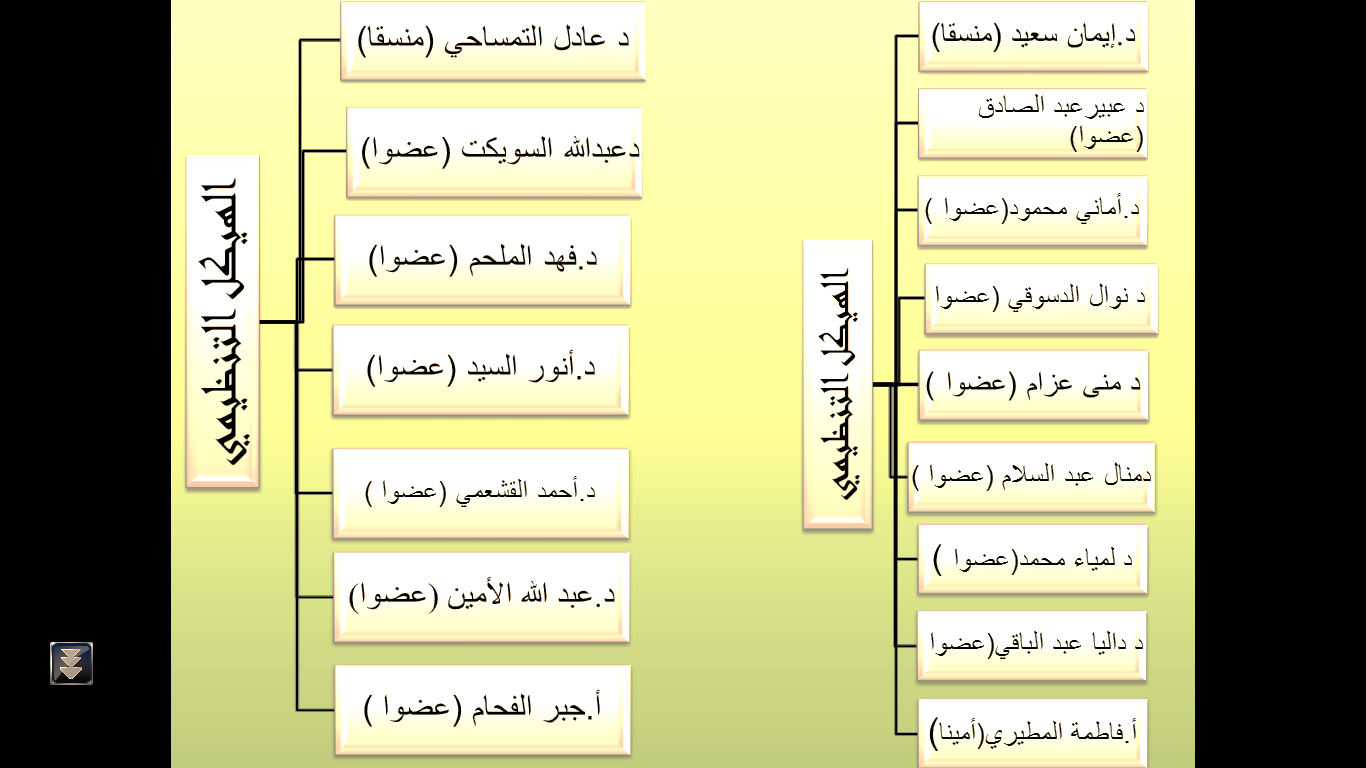 الهيكل التنظيمي
د.إيمان سعيد (منسقا)
د عبير عبد الصادق
(عضوا)
د.أماني محمود(عضوا )
د نوال الدسوقي (عضوا
د منى عزام (عضوا )
دمنال عبد السلام (عضوا )
د لمياء محمد(عضوا )
د داليا عبد الباقي(عضوا
أ.فاطمة المطيري(أمينا)
الهيكل التنظيمي
د عادل التمساحي (منسقا)
دعبدالله السويكت (عضوا)
د.فهد الملحم (عضوا)
د.أنور السيد (عضوا)
د.أحمد القشعمي (عضوا )
د.عبد الله الأمين (عضوا)
أ.جبر الفحام (عضوا )